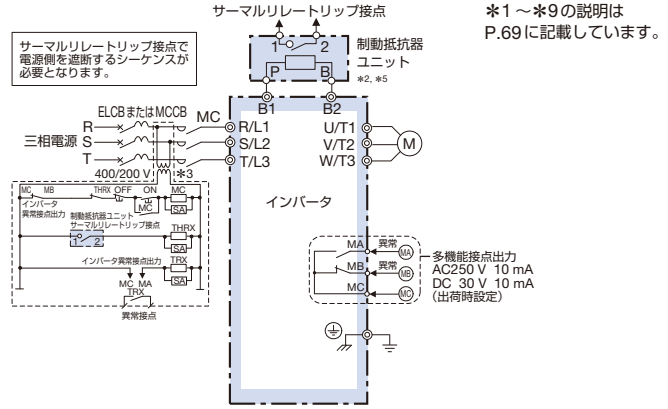 サーマルリレートリップ接点
*1～*9の説明は
P.69に記載しています。
サーマルリレートリップ接点で
電源側を遮断するシーケンスが
必要となります。
1 2
制動抵抗器
ユニット
*2, *5
P B
B1 B2
ELCBまたはMCCB MC
R R/L1 U/T1
三相電源 S S/L2 V/T2 M
T T/L3 W/T3
400/200 V *3
MC MB THRX OFF ON MC
インバータ
異常接点出力
MC SA
制動抵抗器ユニット
サーマルリレートリップ接点
1 2
THRX
SA
インバータ異常接点出力 TRX
SA
MC MA
TRX
異常接点
インバータ
MA 異常 MA
MB 異常 MB
MC MC
多機能接点出力
AC250 V 10 mA
DC 30 V 10 mA
(出荷時設定)